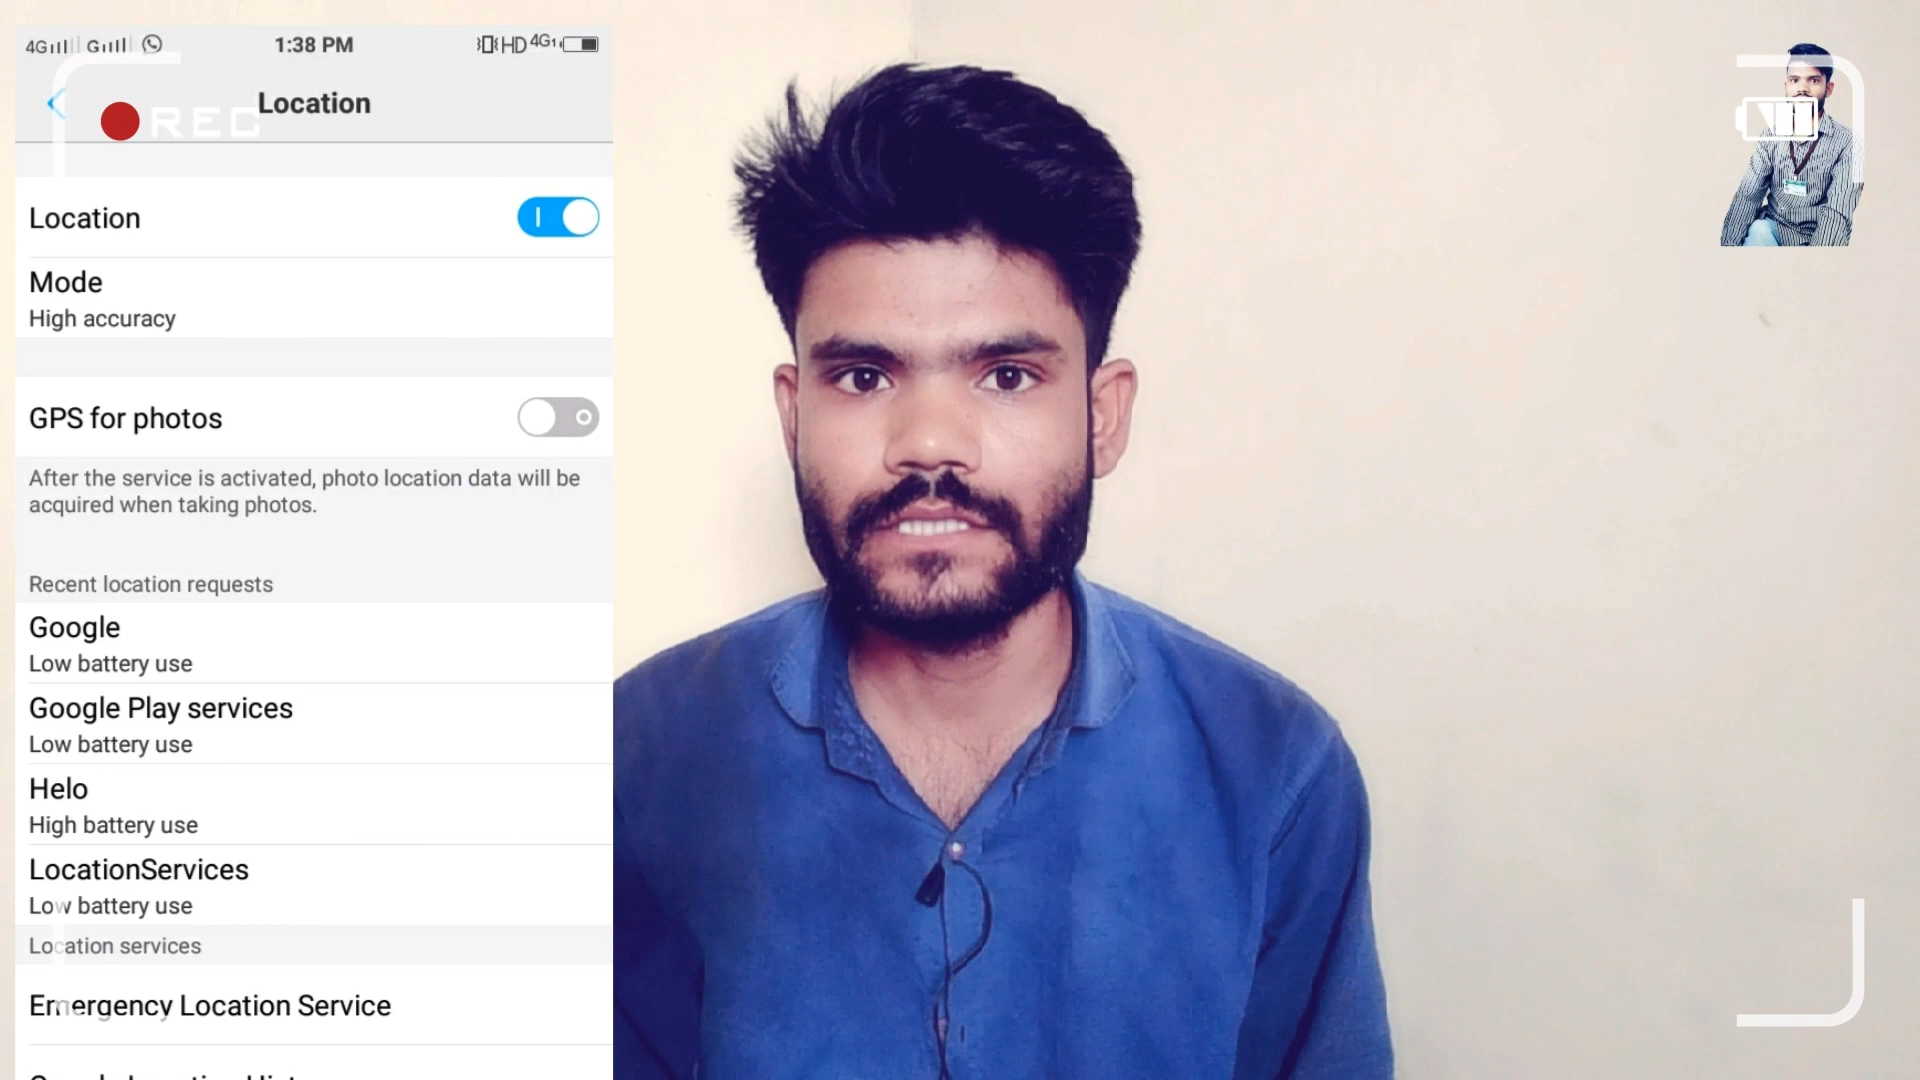 4G G 1:38 PM HD 4G
REC
Location
Location
Mode
High accuracy
GPS for photos
After the service is activated, photo location data will be
acquired when taking photos.
Recent location requests
Google
Low battery use
Google Play services
Low battery use
Helo
High battery use
LocationServices
Low battery use
Location services
Emergency Location Service